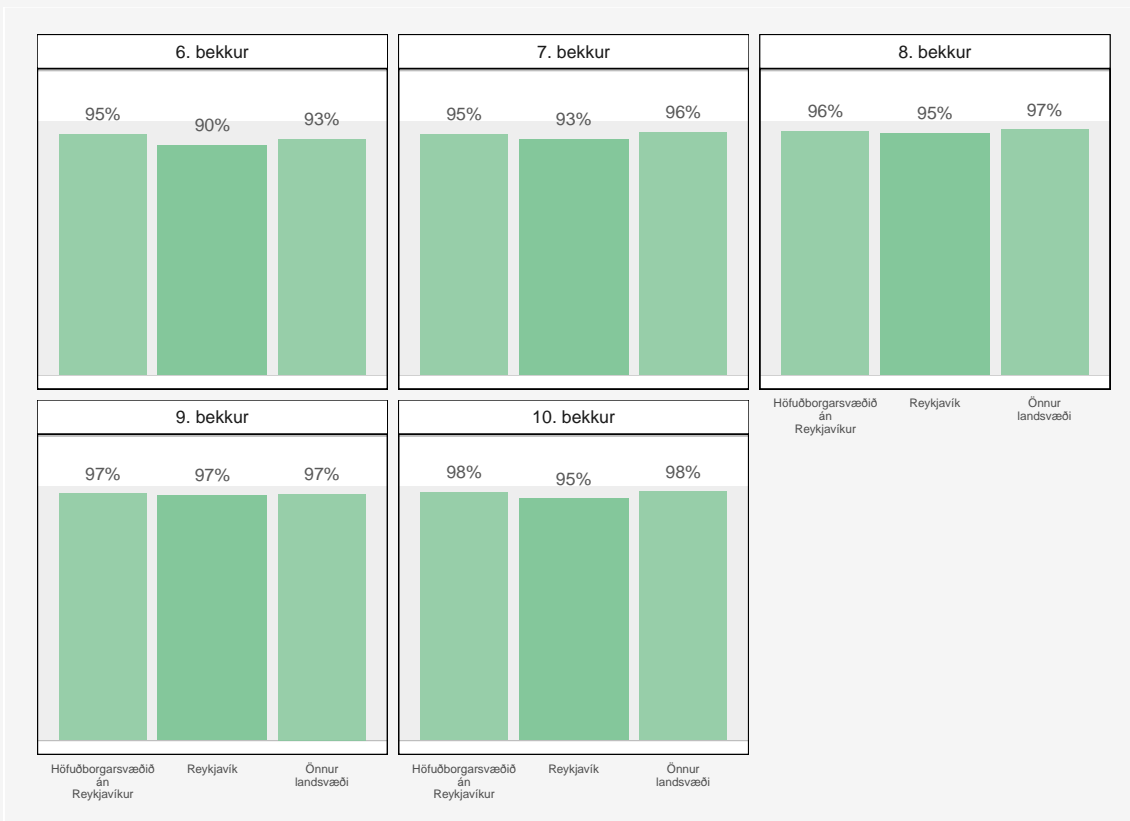 6. bekkur
95%
90%
93%
7. bekkur
95%
93%
96%
8. bekkur
96%
95%
97%
Höfuðborgarsvæðið
án
Reykjavíkur
Reykjavík
Önnur
landsvæði
9. bekkur
97%
97%
97%
Höfuðborgarsvæðið
án
Reykjavíkur
Reykjavík
Önnur
landsvæði
10. bekkur
98%
95%
98%
Höfuðborgarsvæðið
án
Reykjavíkur
Reykjavík
Önnur
landsvæði